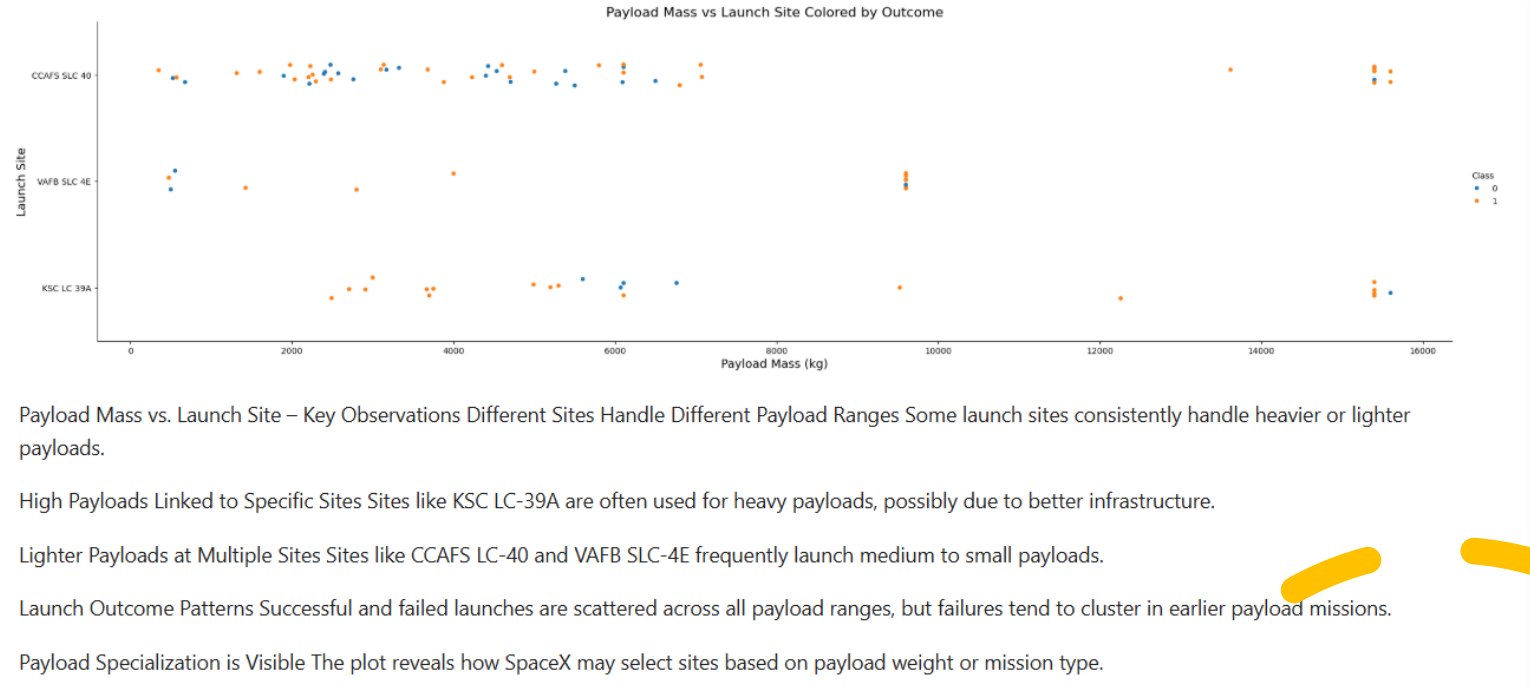 Payload Mass vs Launch Site Colored by Outcome
CCAFS SLC 40
VAFB SLC 4E
KSC LC 39A
Launch Site
0 2000 4000 6000 8000 10000 12000 14000 16000
Payload Mass (kg)
Class
0
1
Payload Mass vs. Launch Site – Key Observations Different Sites Handle Different Payload Ranges Some launch sites consistently handle heavier or lighter
payloads.
High Payloads Linked to Specific Sites Sites like KSC LC-39A are often used for heavy payloads, possibly due to better infrastructure.
Lighter Payloads at Multiple Sites Sites like CCAFS LC-40 and VAFB SLC-4E frequently launch medium to small payloads.
Launch Outcome Patterns Successful and failed launches are scattered across all payload ranges, but failures tend to cluster in earlier payload missions.
Payload Specialization is Visible The plot reveals how SpaceX may select sites based on payload weight or mission type.